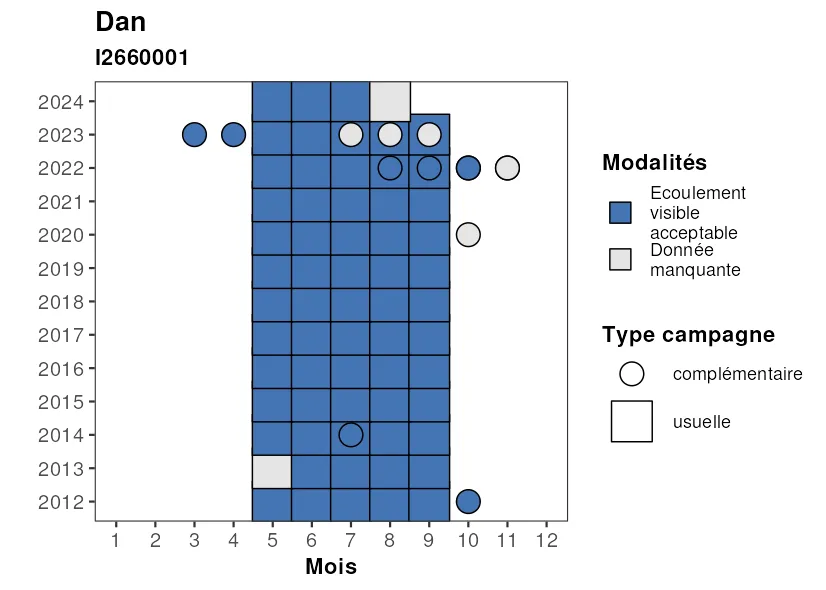 Dan
I2660001
2024
2023
2022
2021
2020
2019
2018
2017
2016
2015
2014
2013
2012
1 2 3 4 5 6 7 8 9 10 11 12
Mois
Modalités
Ecoulement
visible
acceptable
Donnée
manquante
Type campagne
complémentaire
usuelle